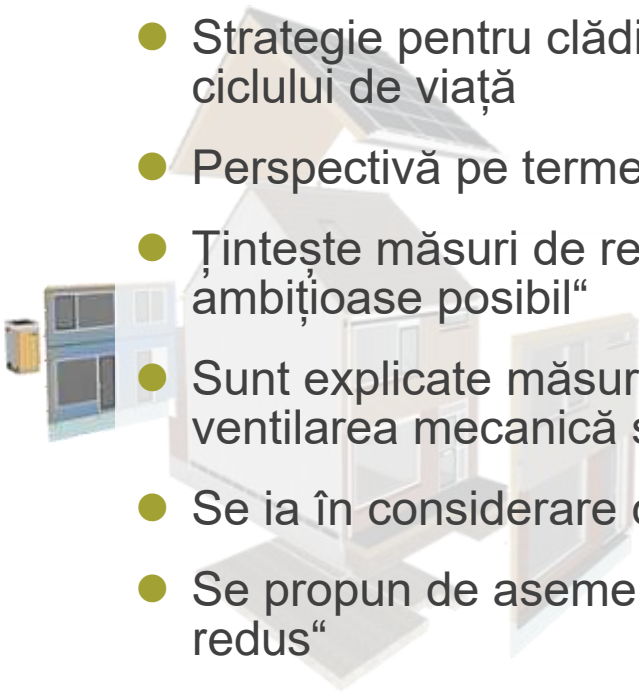 Strategie pentru clădi
ciclului de viață
Perspectivă pe terme
Țintește măsuri de re
ambițioase posibil“
Sunt explicate măsur
ventilarea mecanică s
Se ia în considerare
Se propun de aseme
redus“